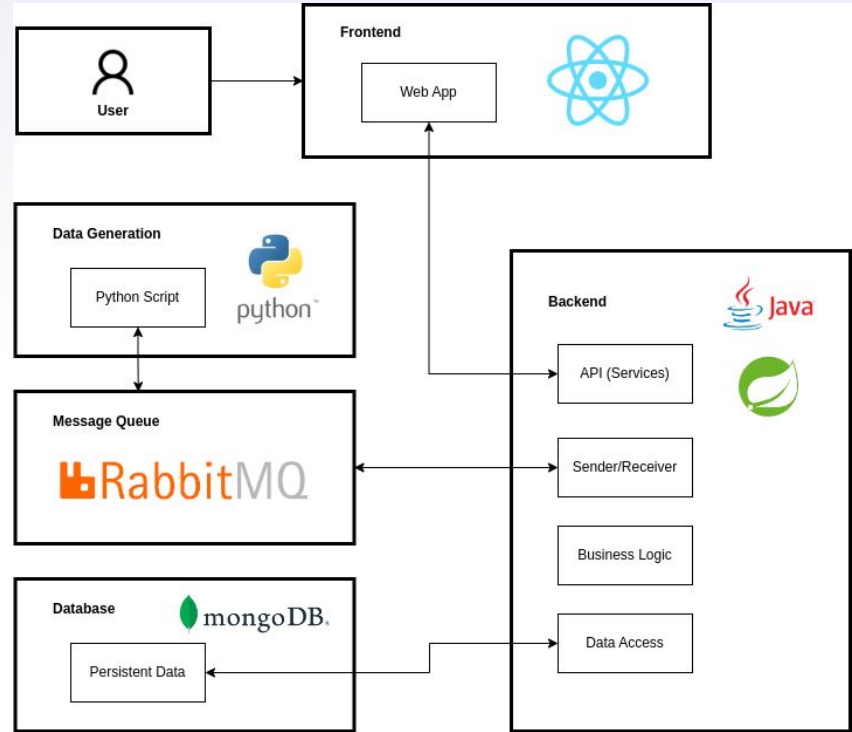 User
Frontend
Web App
Data Generation
Python Script
python™
Message Queue
RabbitMQ
Database
mongoDB®
Persistent Data
Backend
Java
API (Services)
Sender/Receiver
Business Logic
Data Access